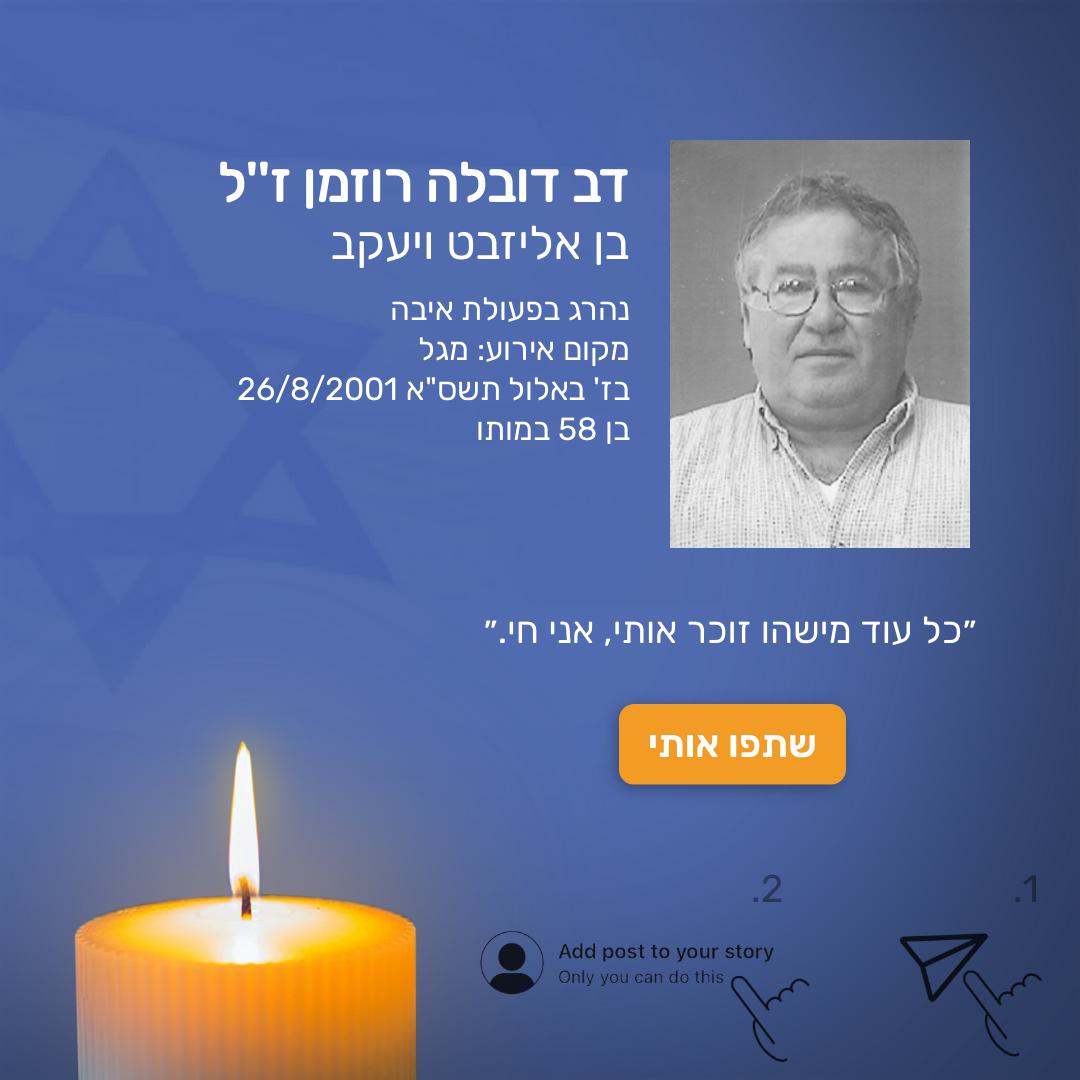 דב דובלה רוזמן ז"ל
בן אליזבט ויעקב
נהרג בפעולת איבה
מקום אירוע: מגל
בז' באלול תשס"א 26/8/2001
בן 58 במותו
״כל עוד מישהו זוכר אותי, אני חי.״
שתפו אותי
1.
2.
Add post to your story
Only you can do this